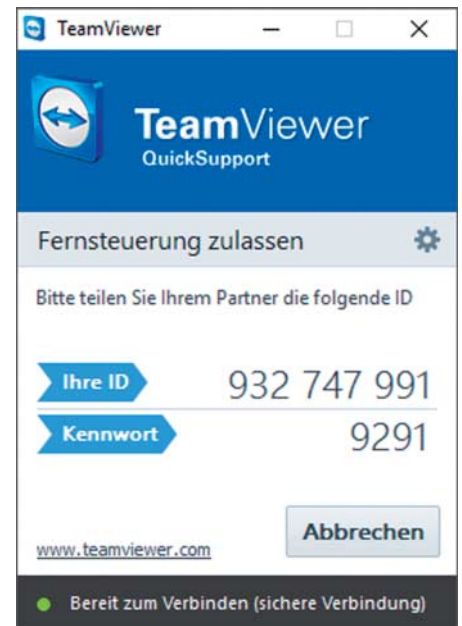 TeamViewer
TeamViewer
QuickSupport
Fernsteuerung zulassen
Bitte teilen Sie Ihrem Partner die folgende ID
Ihre ID 932 747 991
Kennwort 9291
Abbrechen
www.teamviewer.com
Bereit zum Verbinden (sichere Verbindung)